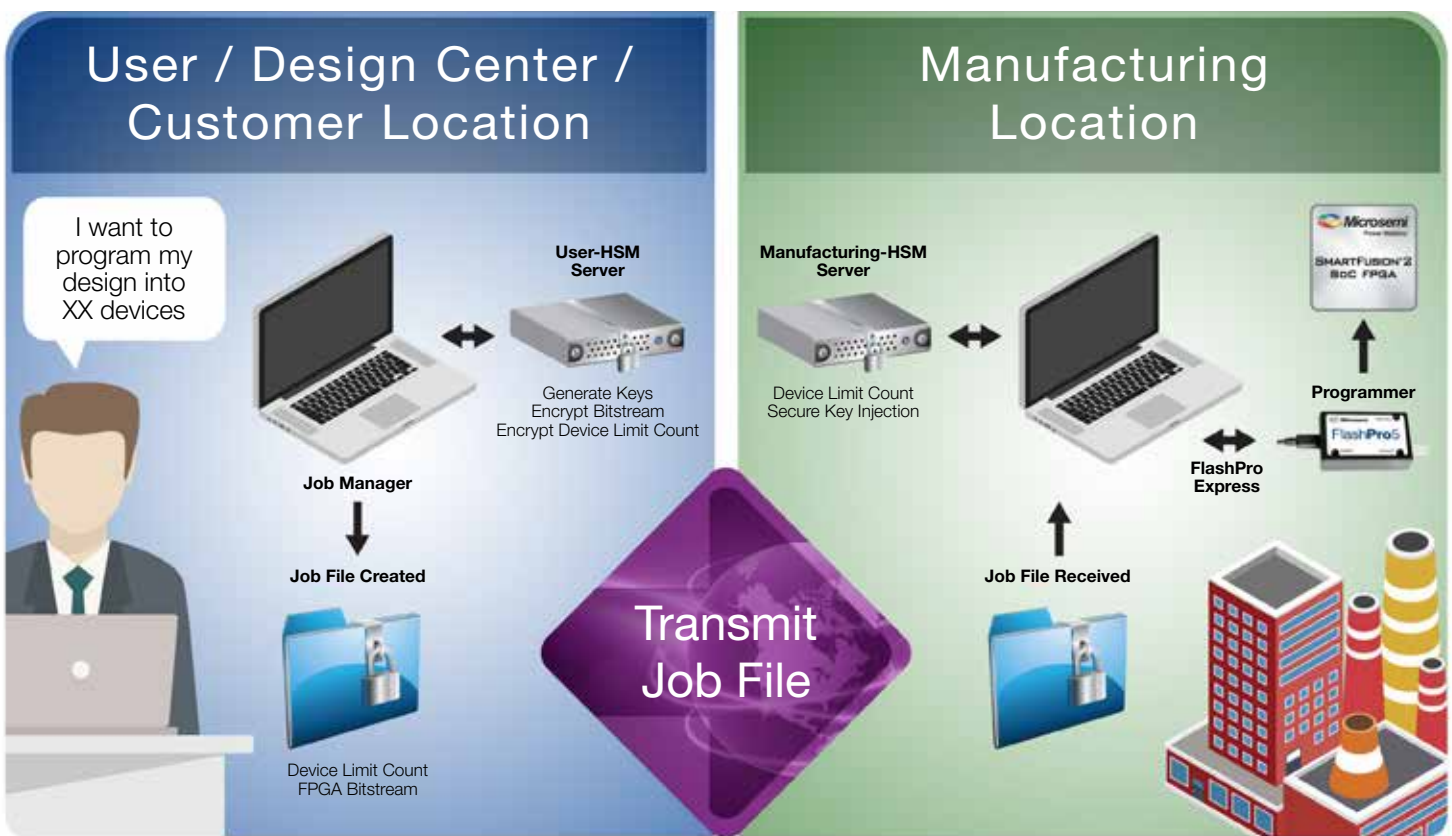 User / Design Center /
Customer Location
I want to
program my
design into
XX devices
User-HSM
Server
Generate Keys
Encrypt Bitstream
Encrypt Device Limit Count
Job Manager
Job File Created
Device Limit Count
FPGA Bitstream
Transmit
Job File
Manufacturing
Location
Manufacturing-HSM
Server
Device Limit Count
Secure Key Injection
Microsemi
SMARTFUSION'2
SOC FPGA
Programmer
FlashPro5
FlashPro
Express
Job File Received